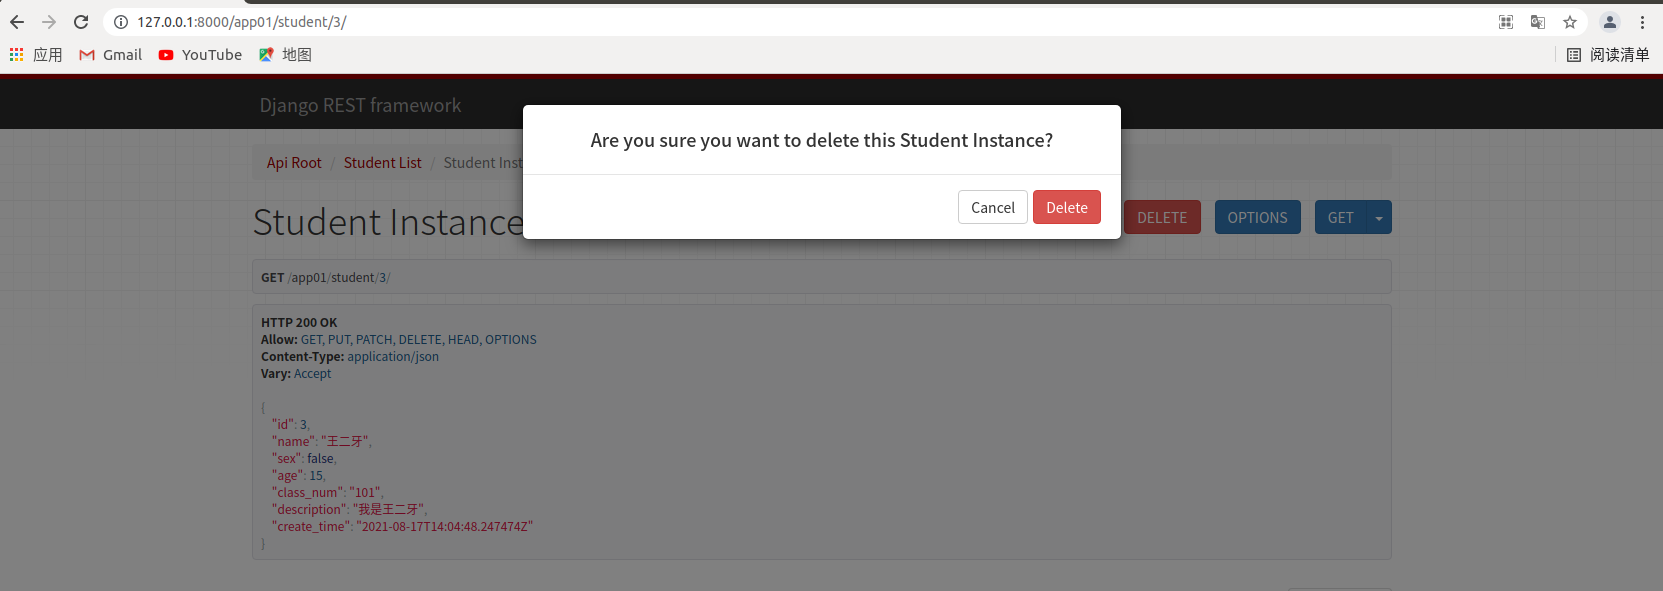 127.0.0.1:8000/app01/student/3/
应用 Gmail YouTube 地图 阅读清单
Django REST framework
Are you sure you want to delete this Student Instance?
Cancel Delete
Api Root / Student List / Student Inst
Student Instance DELETE OPTIONS GET
GET /app01/student/3/
HTTP 200 OK
Allow: GET, PUT, PATCH, DELETE, HEAD, OPTIONS
Content-Type: application/json
Vary: Accept
{
"id": 3,
"name": "王二牙",
"sex": false,
"age": 15,
"class_num": "101",
"description": "我是王二牙",
"create_time": "2021-08-17T14:04:48.247474Z"
}